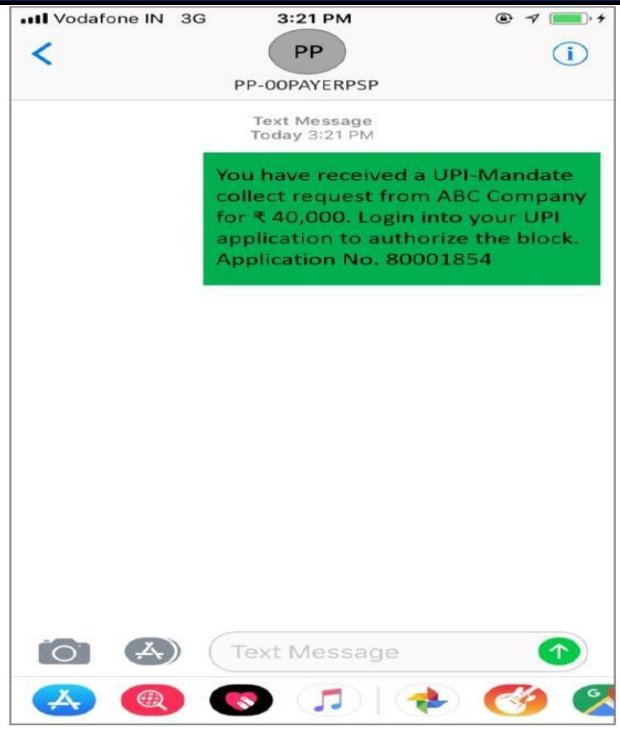 Vodafone IN 3G 3:21 PM
PP
i
PP-OOPAYERPSP
Text Message
Today 3:21 PM
You have received a UPI-Mandate
collect request from ABC Company
for ₹ 40,000. Login into your UPI
application to authorize the block.
Application No. 80001854
Text Message
G